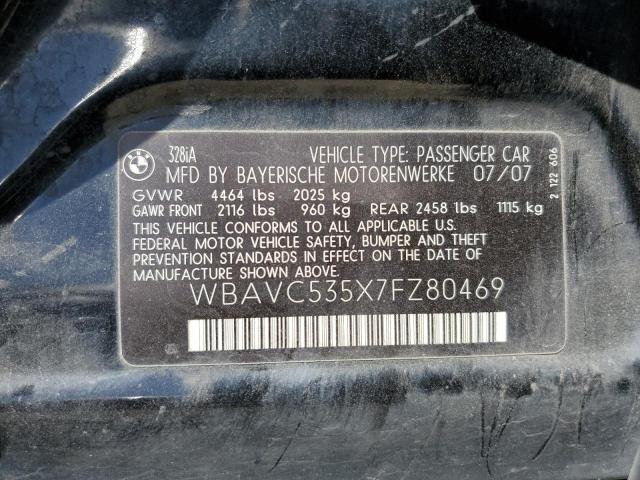 BMW
328iA VEHICLE TYPE: PASSENGER CAR
MFD BY BAYERISCHE MOTORENWERKE 07/07
GVWR 4464 lbs 2025 kg
GAWR FRONT 2116 lbs 960 kg REAR 2458 lbs 1115 kg
THIS VEHICLE CONFORMS TO ALL APPLICABLE U.S.
FEDERAL MOTOR VEHICLE SAFETY, BUMPER AND THEFT
PREVENTION STANDARDS IN EFFECT ON THE DATE OF
MANUFACTURE SHOWN ABOVE.
WBAVC535X7FZ80469
2 122 606